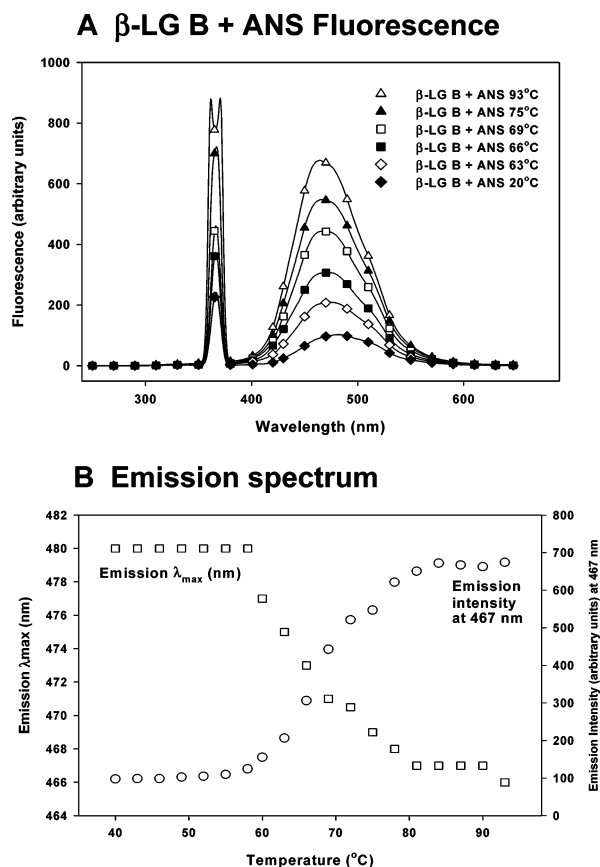 A β-LG B + ANS Fluorescence
Fluorescence (arbitrary units)
1000
800
600
400
200
0
β-LG B + ANS 93°C
β-LG B + ANS 75°C
β-LG B + ANS 69°C
β-LG B + ANS 66°C
β-LG B + ANS 63°C
β-LG B + ANS 20°C
300 400 500 600
Wavelength (nm)
B Emission spectrum
Emission λmax (nm)
482
480
478
476
474
472
470
468
466
464
Emission λmax (nm)
Emission
intensity
at 467 nm
800
700
600
500
400
300
200
100
0
Emission Intensity (arbitrary units) at 467 nm
40 50 60 70 80 90
Temperature (°C)